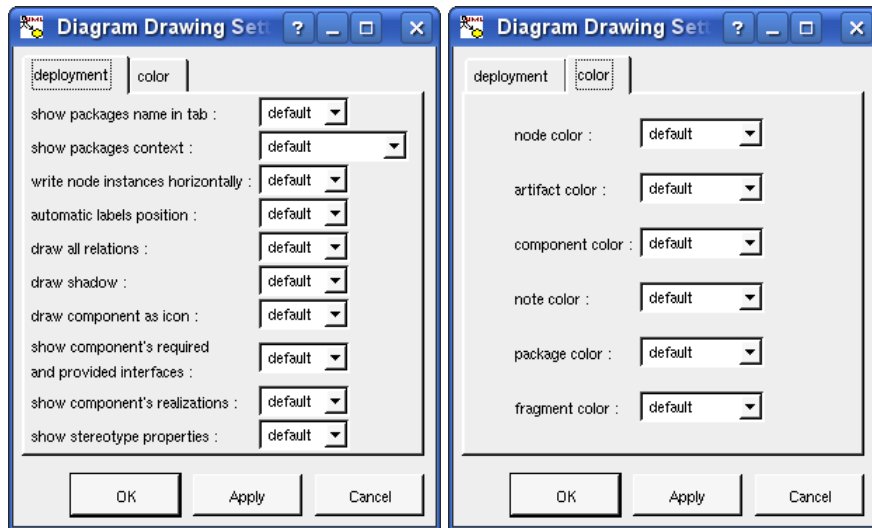 Diagram Drawing Sett
deployment
color
show packages name in tab : default
show packages context : default
write node instances horizontally : default
automatic labels position : default
draw all relations : default
draw shadow : default
draw component as icon : default
show component's required
and provided interfaces : default
show component's realizations : default
show stereotype properties : default
OK
Apply
Cancel
Diagram Drawing Sett
deployment
color
node color : default
artifact color : default
component color : default
note color : default
package color : default
fragment color : default
OK
Apply
Cancel